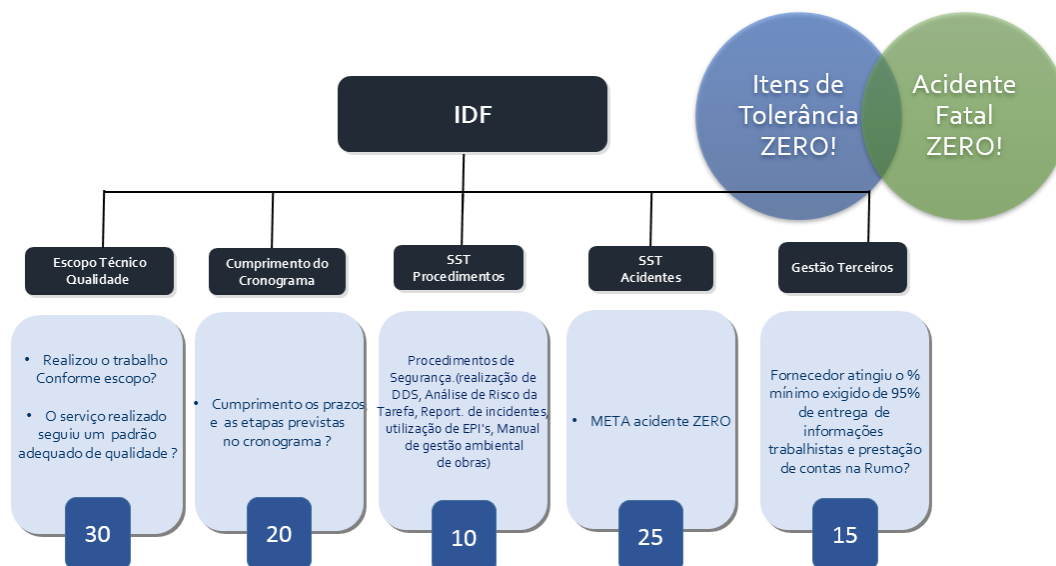 Itens de
Tolerância
ZERO!
Acidente
Fatal
ZERO!
IDF
Escopo Técnico
Qualidade
Cumprimento do
Cronograma
SST
Procedimentos
SST
Acidentes
Gestão Terceiros
• Realizou o trabalho
Conforme escopo?
• O serviço realizado
seguiu um padrão
adequado de qualidade ?
30
• Cumprimento os prazos,
e as etapas previstas
no cronograma ?
20
Procedimentos de
Segurança.(realização de
DDS, Análise de Risco da
Tarefa, Report. de incidentes,
utilização de EPI's, Manual
de gestão ambiental
de obras)
10
• META acidente ZERO
25
Fornecedor atingiu o %
mínimo exigido de 95%
de entrega de
informações
trabalhistas e prestação
de contas na Rumo?
15